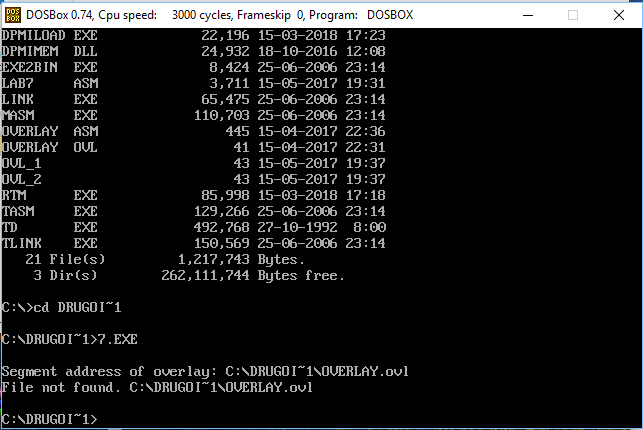 DOSBox 0.74, Cpu speed: 3000 cycles, Frameskip 0, Program: DOSBOX
DPMILOAD EXE 22,196 15-03-2018 17:23
DPMIMEM DLL 24,932 18-10-2016 12:08
EXE2BIN EXE 8,424 25-06-2006 23:14
LAB7 ASM 3,711 15-05-2017 19:31
LINK EXE 65,475 25-06-2006 23:14
MASM EXE 110,703 25-06-2006 23:14
OVERLAY ASM 445 15-04-2017 22:36
OVERLAY OVL 41 15-04-2017 22:31
OVL_1 43 15-05-2017 19:37
OVL_2 43 15-05-2017 19:37
RTM EXE 85,998 15-03-2018 17:18
TASM EXE 129,266 25-06-2006 23:14
TD EXE 492,768 27-10-1992 8:00
TLINK EXE 150,569 25-06-2006 23:14
21 File(s) 1,217,743 Bytes.
3 Dir(s) 262,111,744 Bytes free.
C:\>cd DRUGOI~1
C:\DRUGOI~1>7.EXE
Segment address of overlay: C:\DRUGOI~1\OVERLAY.ovl
File not found. C:\DRUGOI~1\OVERLAY.ovl
C:\DRUGOI~1>